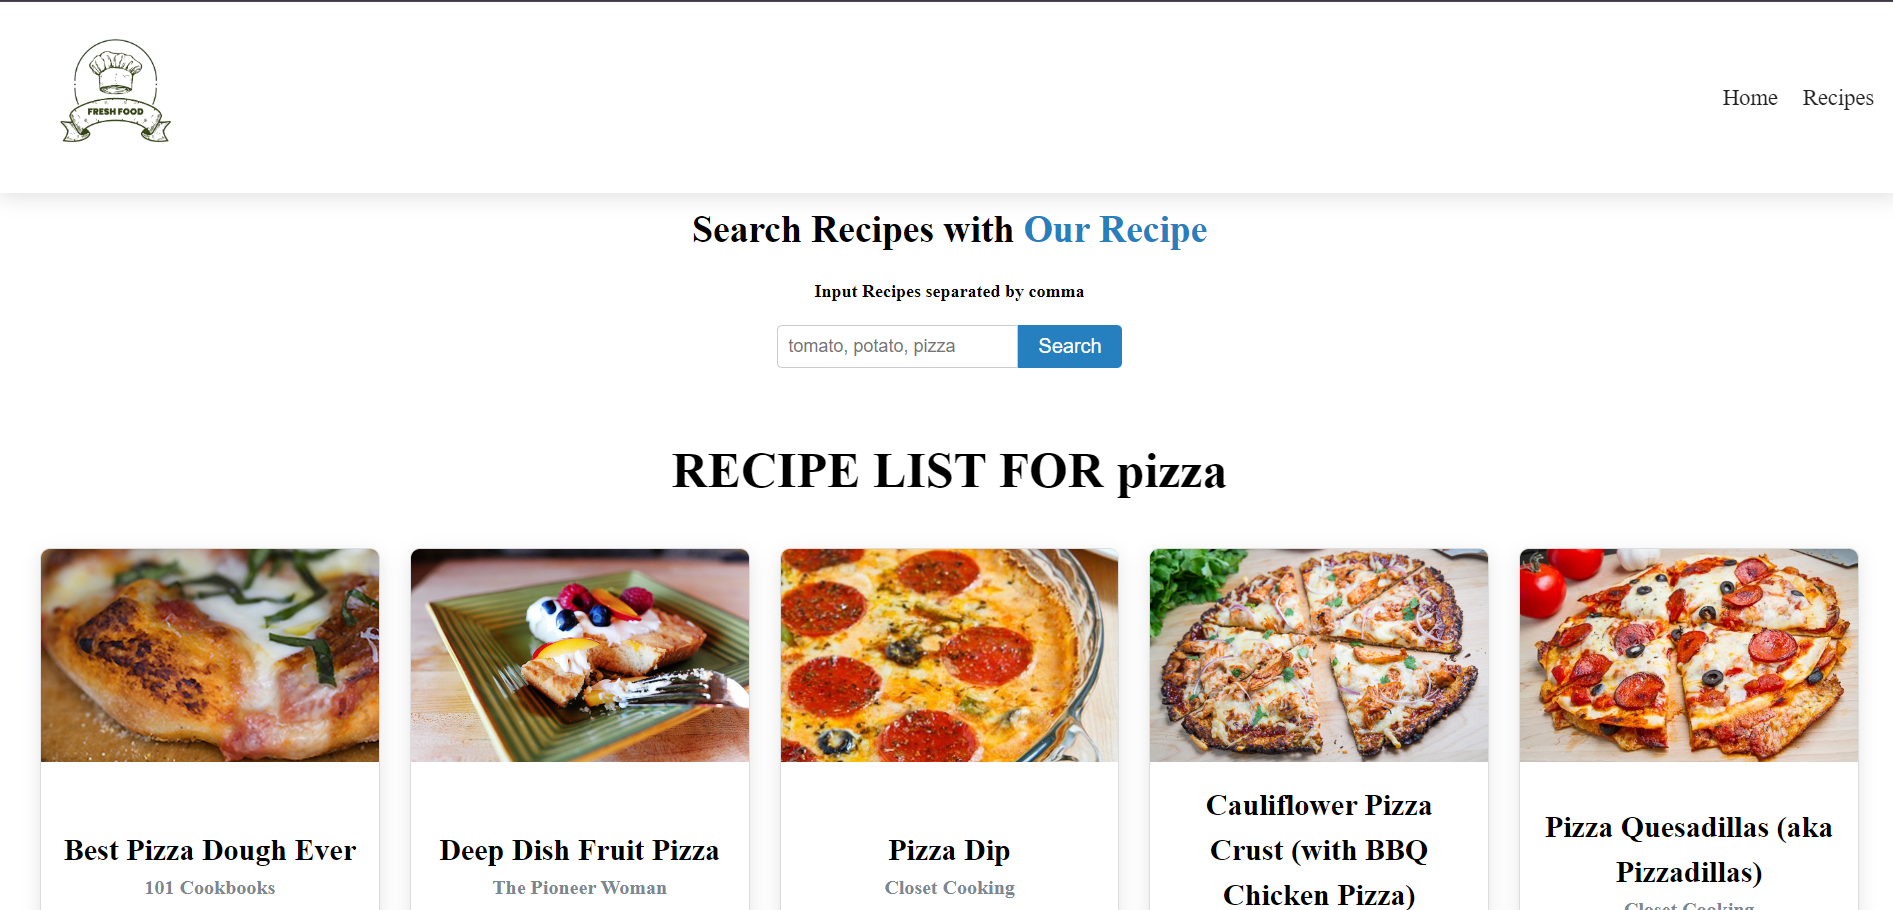 FRESH FOOD
Home Recipes
Search Recipes with Our Recipe
Input Recipes separated by comma
tomato, potato, pizza Search
RECIPE LIST FOR pizza
Best Pizza Dough Ever
101 Cookbooks
Deep Dish Fruit Pizza
The Pioneer Woman
Pizza Dip
Closet Cooking
Cauliflower Pizza
Crust (with BBQ
Chicken Pizza)
Pizza Quesadillas (aka
Pizzadillas)
Closet Cooking